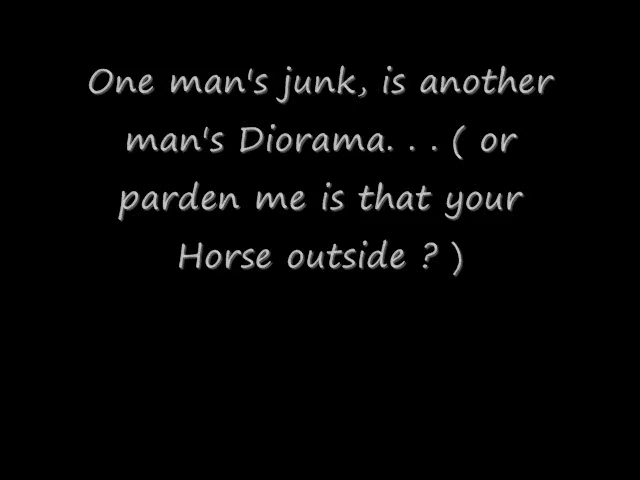 One man's junk, is another
man's Diorama. . . ( or
parden me is that your
Horse outside ? )